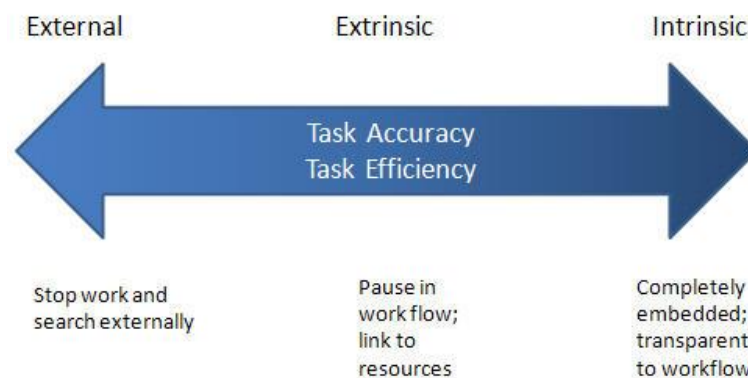 External Extrinsic Intrinsic
Task Accuracy
Task Efficiency
Stop work and
search externally
Pause in
work flow;
link to
resources
Completely
embedded;
transparent
to workflow